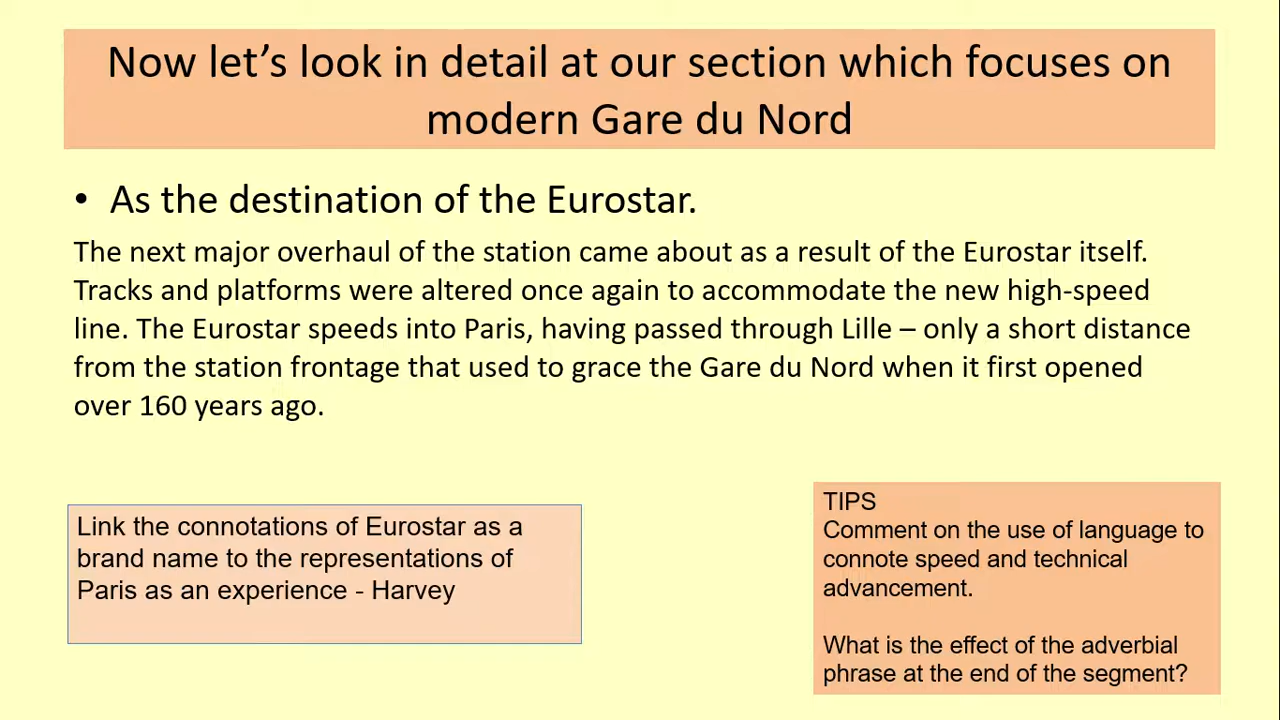 Now let’s look in detail at our section which focuses on
modern Gare du Nord
• As the destination of the Eurostar.
The next major overhaul of the station came about as a result of the Eurostar itself.
Tracks and platforms were altered once again to accommodate the new high-speed
line. The Eurostar speeds into Paris, having passed through Lille – only a short distance
from the station frontage that used to grace the Gare du Nord when it first opened
over 160 years ago.
Link the connotations of Eurostar as a
brand name to the representations of
Paris as an experience - Harvey
TIPS
Comment on the use of language to
connote speed and technical
advancement.
What is the effect of the adverbial
phrase at the end of the segment?